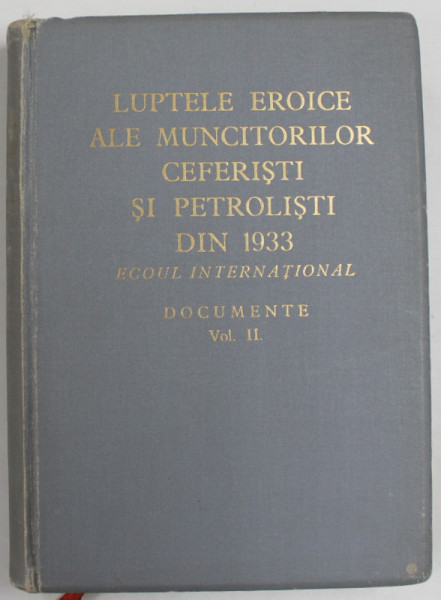 LUPTELE EROICE
ALE MUNCITORILOR
CEFERIŞTI
ŞI PETROLIŞTI
DIN 1933
ECOUL INTERNAŢIONAL
DOCUMENTE
Vol. II.